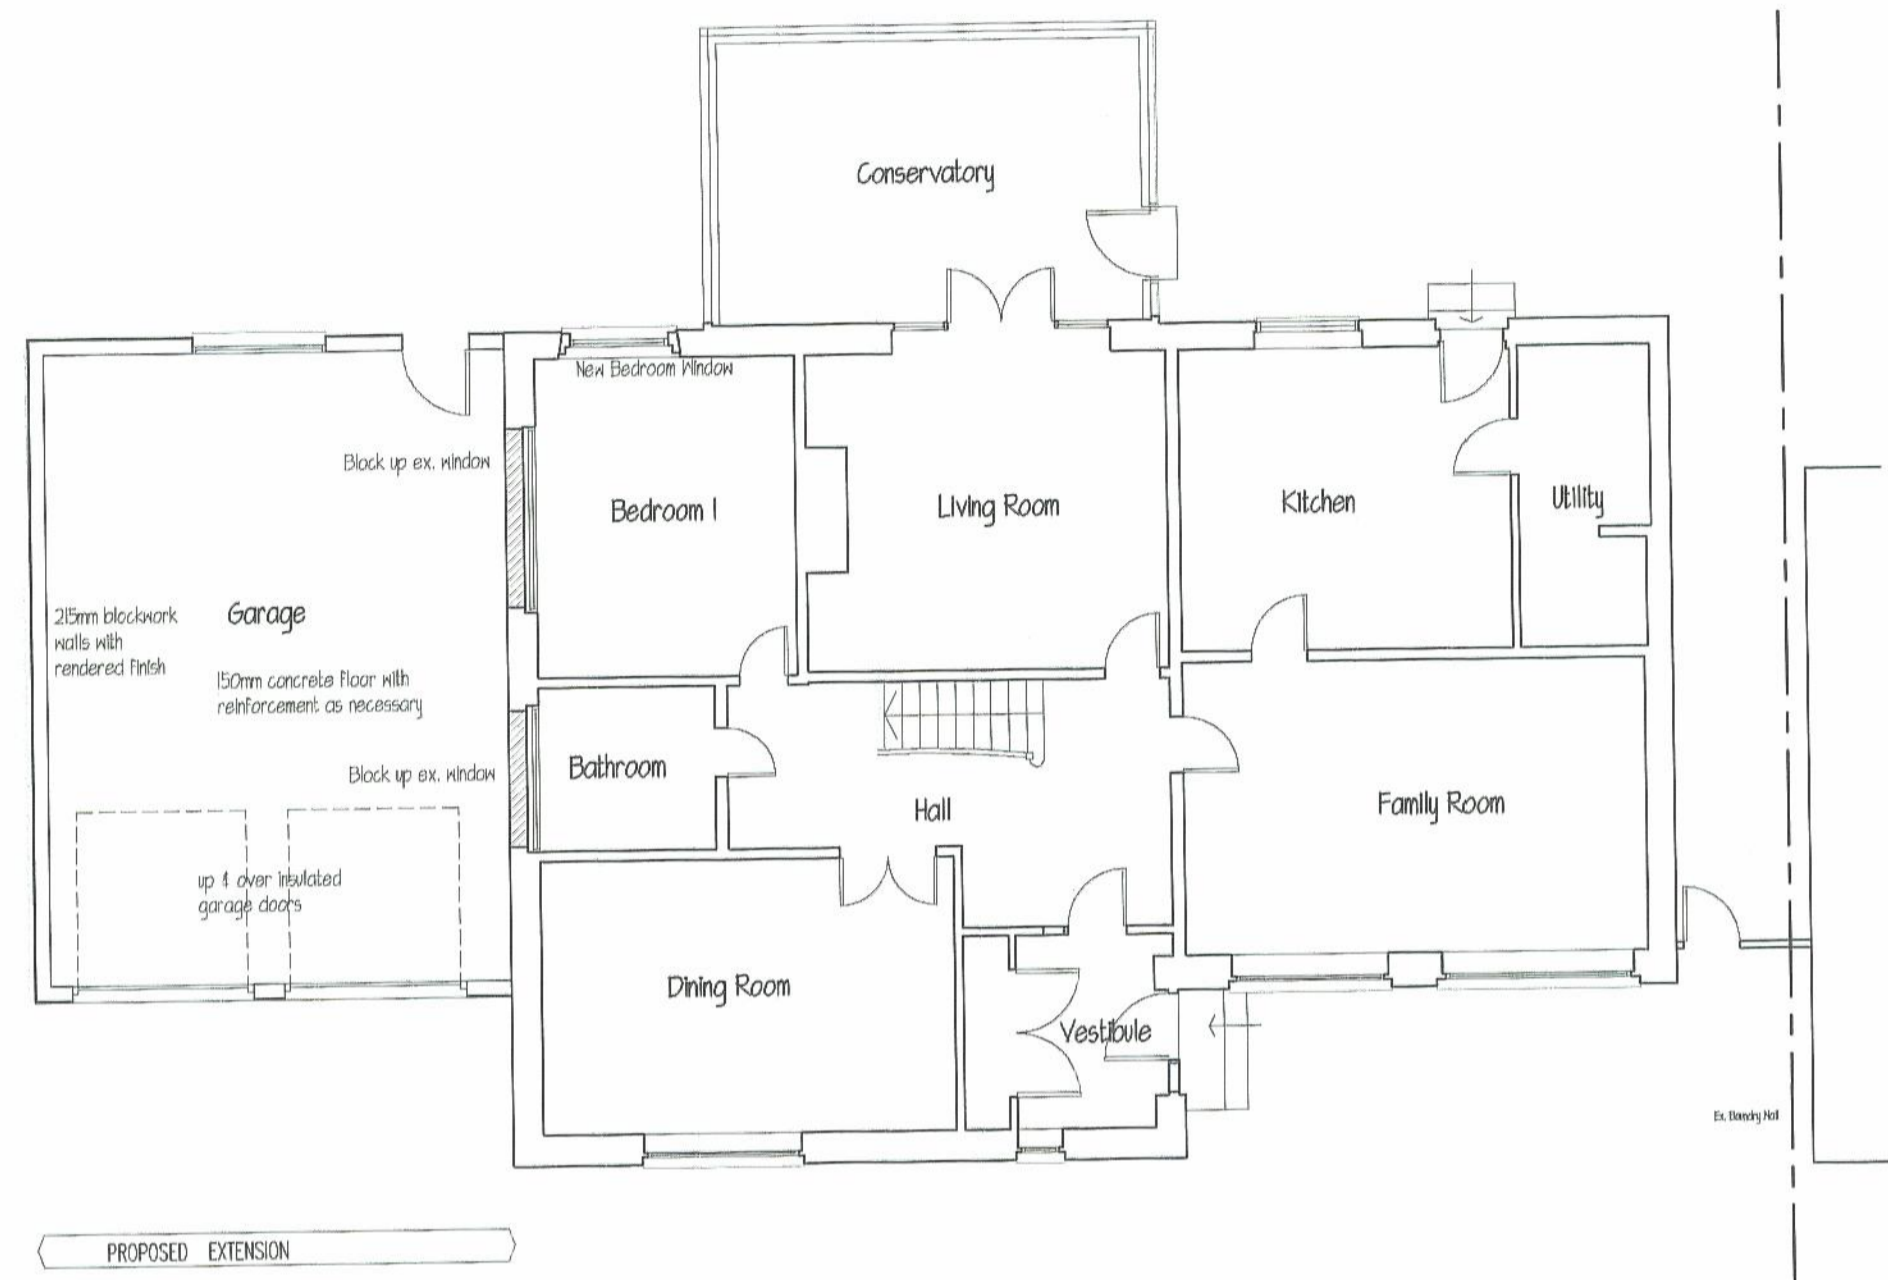 Conservatory
New Bedroom Window
Block up ex. window
Bedroom 1
Living Room
Kitchen
Utility
215mm blockwork
walls with
rendered finish
Garage
150mm concrete floor with
reinforcement as necessary
Block up ex. window
Bathroom
Hall
Family Room
up & over insulated
garage doors
Dining Room
Vestibule
Ex.
PROPOSED EXTENSION